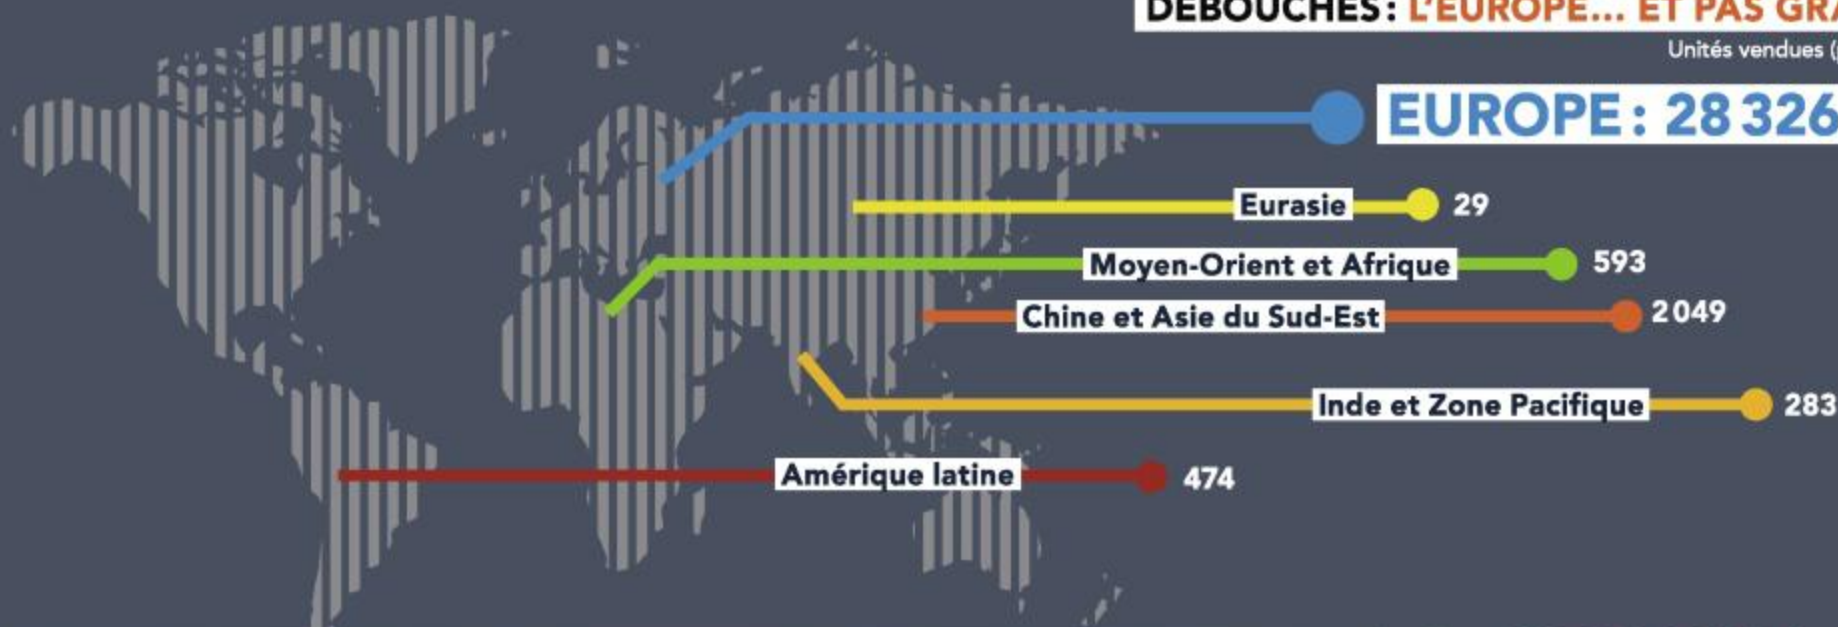 DÉBOUCHÉS : L'EUROPE... ET PAS
Unités vendues
EUROPE : 28 326
Eurasie 29
Moyen-Orient et Afrique 593
Chine et Asie du Sud-Est 2 049
Inde et Zone Pacifique 283
Amérique latine 474